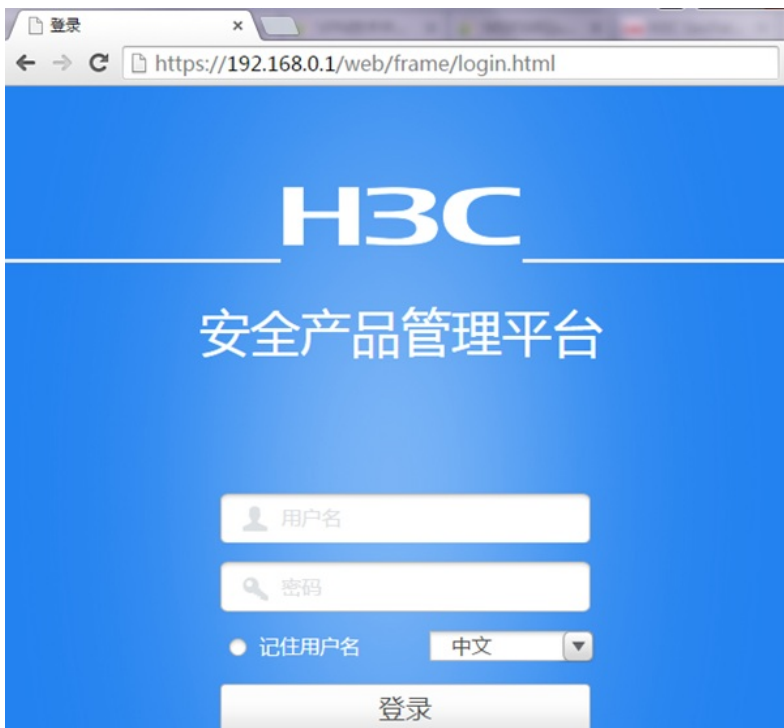 登录
https://192.168.0.1/web/frame/login.html
H3C
安全产品管理平台
用户名
密码
记住用户名 中文
登录